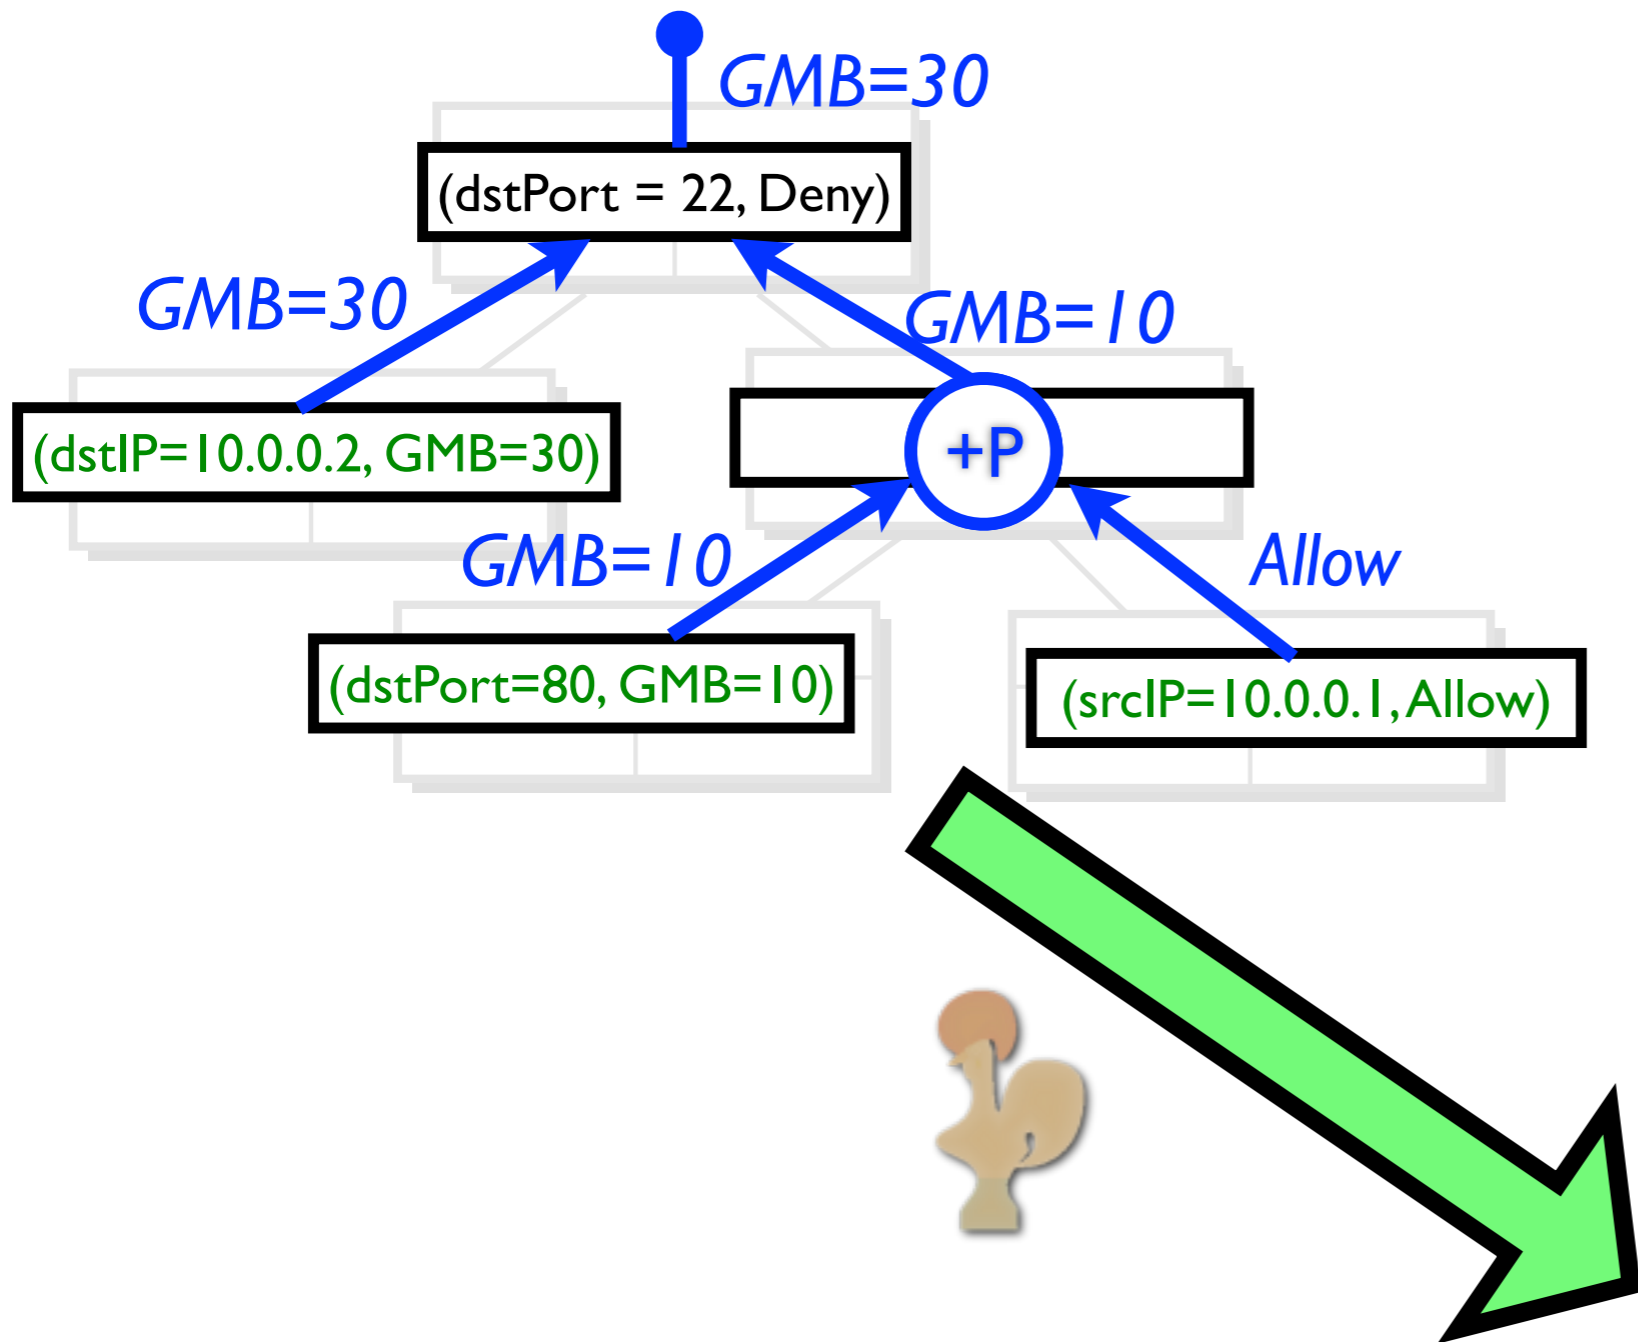 GMB=30
(dstPort = 22, Deny)
GMB=30
GMB=10
(dstIP=10.0.0.2, GMB=30)
+P
GMB=10
Allow
(dstPort=80, GMB=10)
(srcIP=10.0.0.1, Allow)